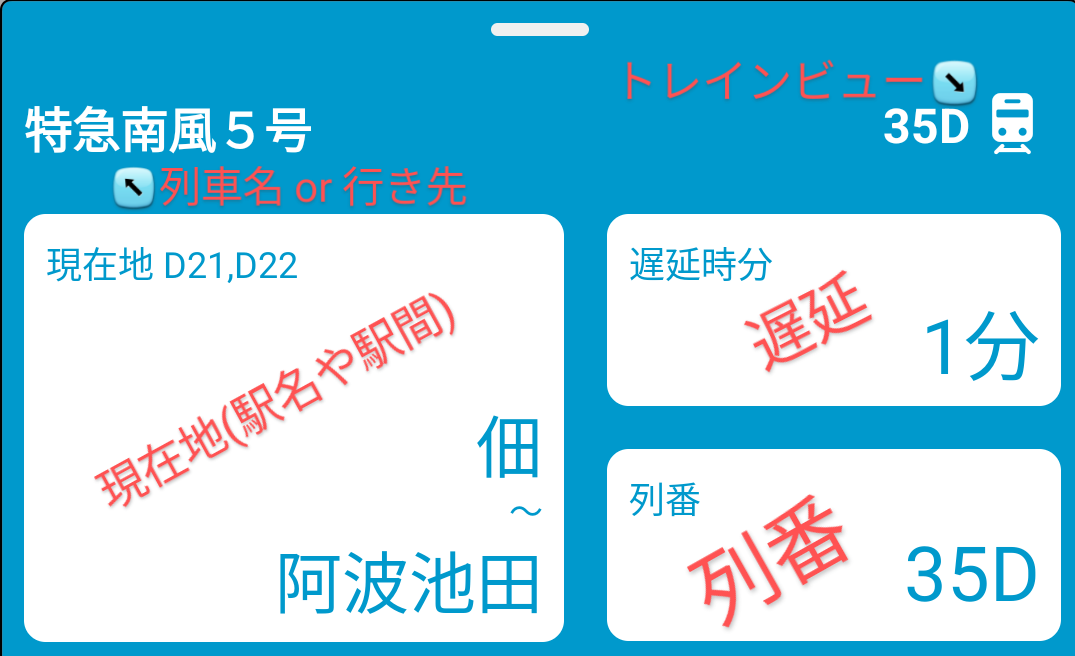 トレインビュー↘
特急南風５号
35D
↖列車名 or 行き先
現在地 D21,D22
現在地(駅名や駅間)
佃
～
阿波池田
遅延時分
遅延
1分
列番
列番
35D